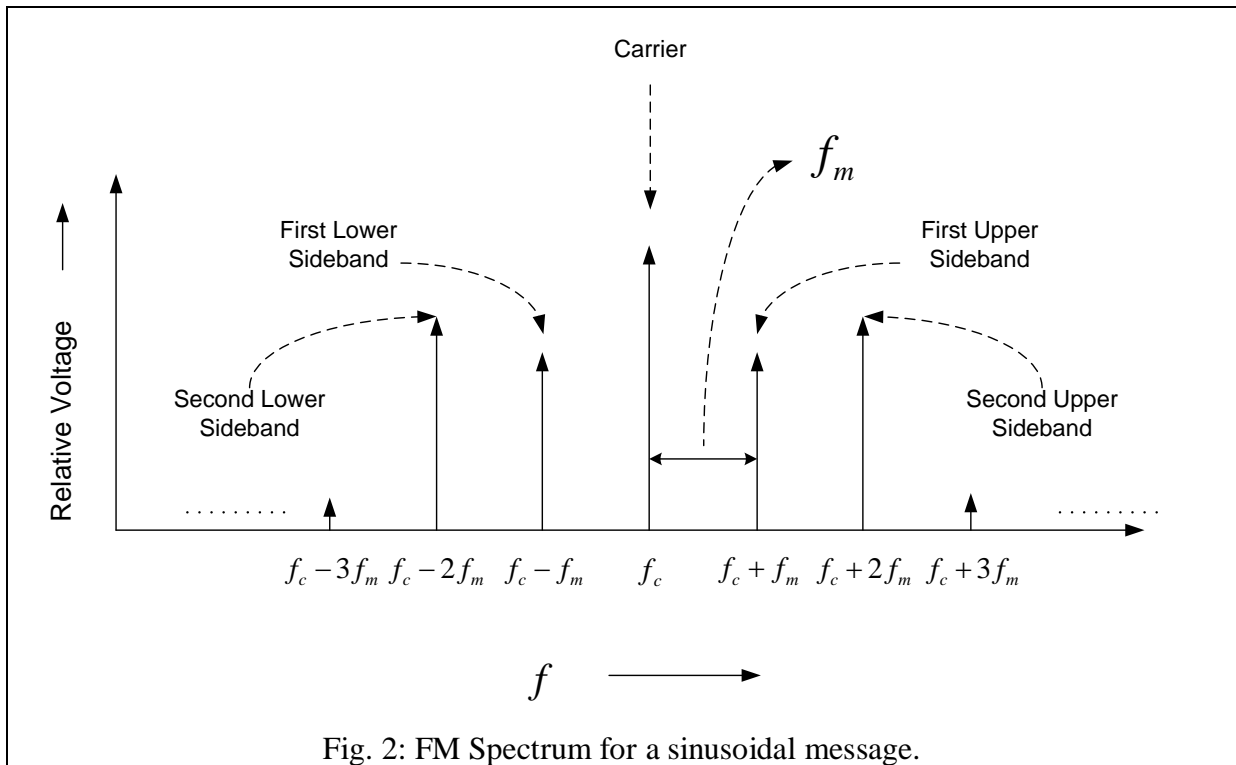 Carrier
f_m
First Lower
Sideband
First Upper
Sideband
Relative Voltage
Second Lower
Sideband
Second Upper
Sideband
. . . . . . . . .
. . . . . . . . .
f_c − 3f_m f_c − 2f_m f_c − f_m f_c f_c + f_m f_c + 2f_m f_c + 3f_m
f
Fig. 2: FM Spectrum for a sinusoidal message.